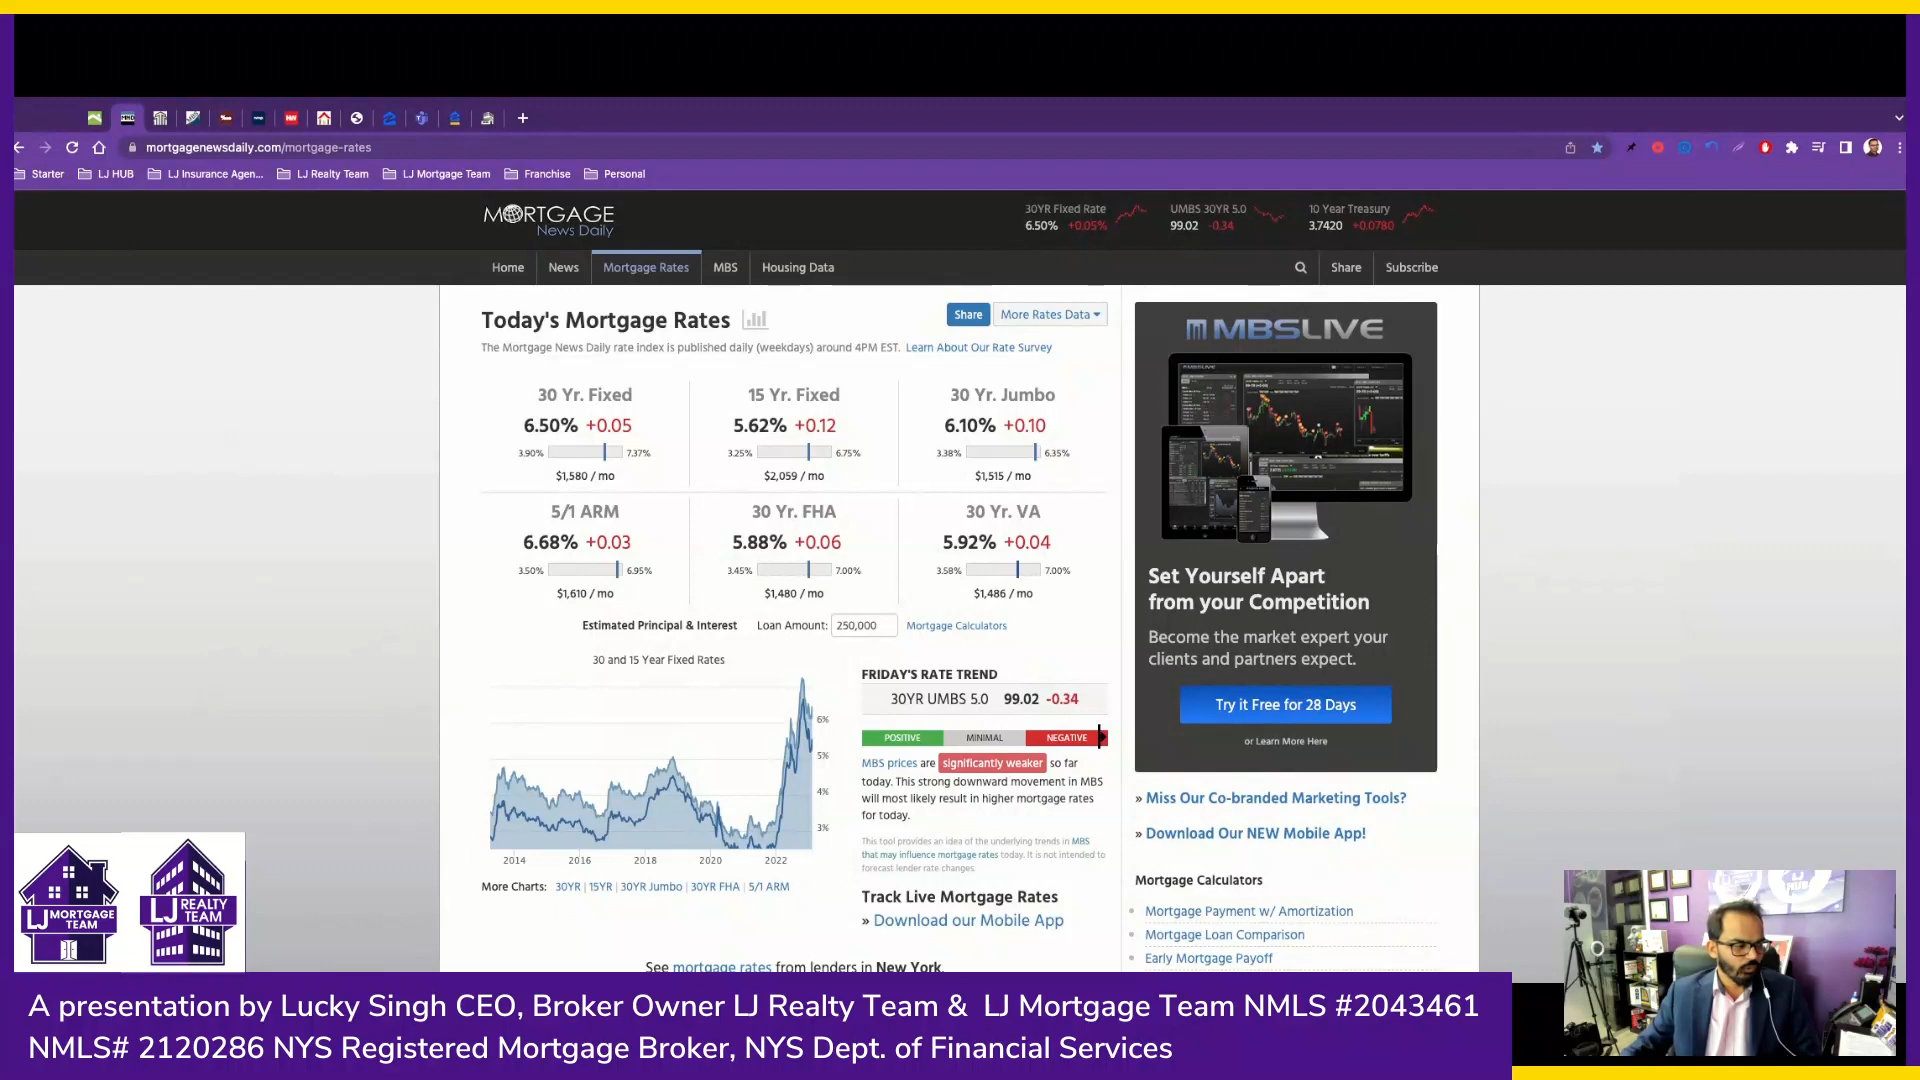 mortgagenewsdaily.com/mortgage-rates
Starter LJ HUB LJ Insurance Agen... LJ Realty Team LJ Mortgage Team Franchise Personal
MORTGAGE
News Daily
30YR Fixed Rate
6.50% +0.05%
UMBS 30YR 5.0
99.02 -0.34
10 Year Treasury
3.7420 +0.0780
Home News Mortgage Rates MBS Housing Data Share Subscribe
Today's Mortgage Rates
Share More Rates Data
The Mortgage News Daily rate index is published daily (weekdays) around 4PM EST. Learn About Our Rate Survey
30 Yr. Fixed
6.50% +0.05
3.90% 7.37%
$1,580 / mo
15 Yr. Fixed
5.62% +0.12
3.25% 6.75%
$2,059 / mo
30 Yr. Jumbo
6.10% +0.10
3.38% 6.35%
$1,515 / mo
5/1 ARM
6.68% +0.03
3.50% 6.95%
$1,610 / mo
30 Yr. FHA
5.88% +0.06
3.45% 7.00%
$1,480 / mo
30 Yr. VA
5.92% +0.04
3.58% 7.00%
$1,486 / mo
Estimated Principal & Interest Loan Amount: 250,000 Mortgage Calculators
30 and 15 Year Fixed Rates
6%
5%
4%
3%
2014 2016 2018 2020 2022
More Charts: 30YR | 15YR | 30YR Jumbo | 30YR FHA | 5/1 ARM
FRIDAY'S RATE TREND
30YR UMBS 5.0 99.02 -0.34
POSITIVE MINIMAL NEGATIVE
MBS prices are significantly weaker so far
today. This strong downward movement in MBS
will most likely result in higher mortgage rates
for today.
This tool provides an idea of the underlying trends in MBS
that may influence mortgage rates today. It is not intended to
forecast lender rate changes.
Track Live Mortgage Rates
» Download our Mobile App
See mortgage rates from lenders in New York.
MBSLIVE
Set Yourself Apart
from your Competition
Become the market expert your
clients and partners expect.
Try it Free for 28 Days
or Learn More Here
» Miss Our Co-branded Marketing Tools?
» Download Our NEW Mobile App!
Mortgage Calculators
Mortgage Payment w/ Amortization
Mortgage Loan Comparison
Early Mortgage Payoff
LJ MORTGAGE
TEAM
LJ REALTY
TEAM
A presentation by Lucky Singh CEO, Broker Owner LJ Realty Team & LJ Mortgage Team NMLS #2043461
NMLS# 2120286 NYS Registered Mortgage Broker, NYS Dept. of Financial Services